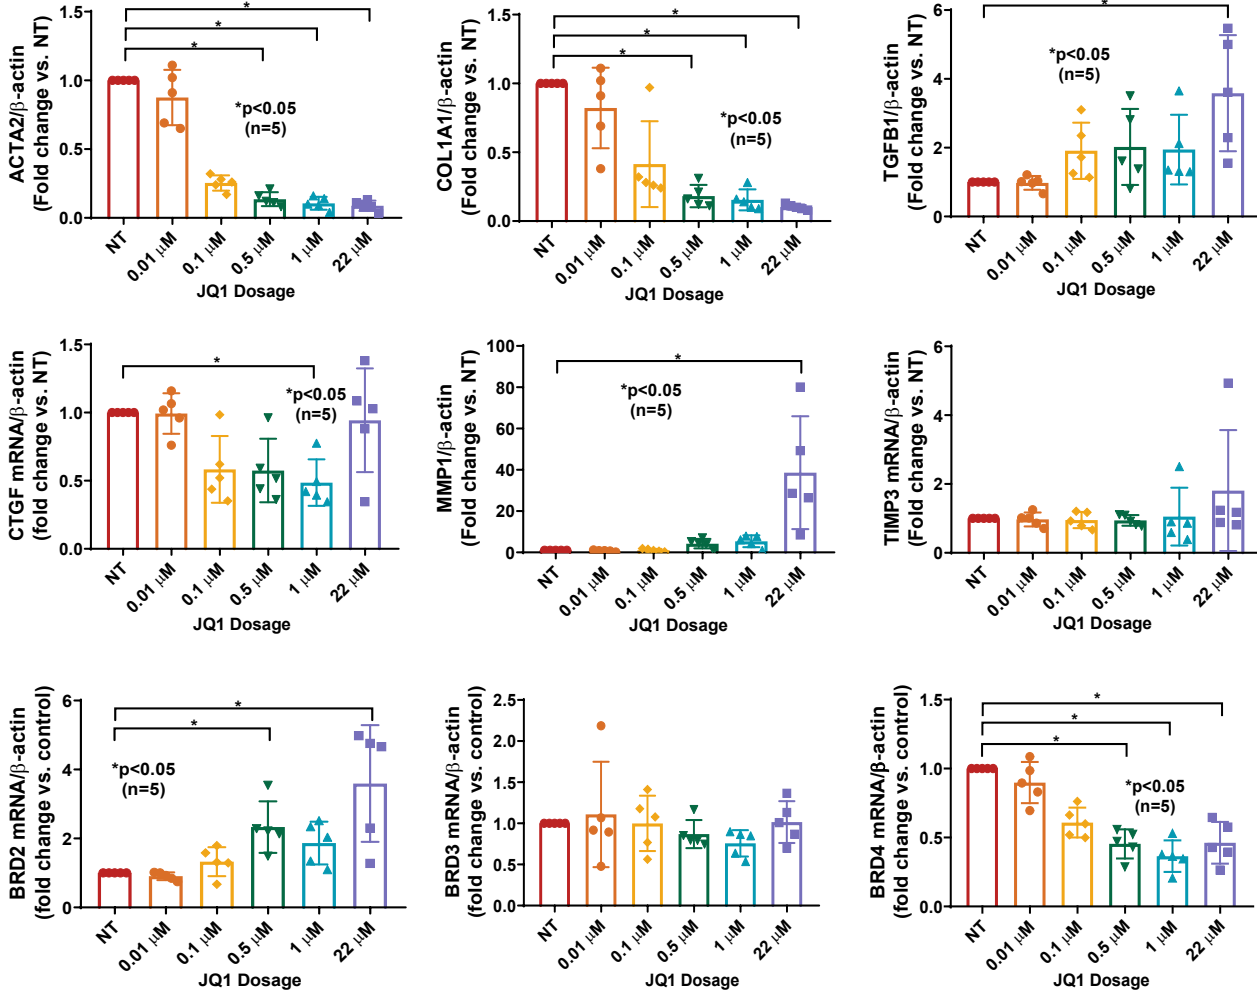 ACTA2/β-actin
(Fold change vs. NT)
1.5
1.0
0.5
0.0
*
*
*
*p<0.05
(n=5)
NT
0.01 µM
0.1 µM
0.5 µM
1 µM
22 µM
JQ1 Dosage
COL1A1/β-actin
(Fold change vs. NT)
1.5
1.0
0.5
0.0
*
*
*
*p<0.05
(n=5)
NT
0.01 µM
0.1 µM
0.5 µM
1 µM
22 µM
JQ1 Dosage
TGFB1/β-actin
(Fold change vs. NT)
6
4
2
0
*
*p<0.05
(n=5)
NT
0.01 µM
0.1 µM
0.5 µM
1 µM
22 µM
JQ1 Dosage
CTGF mRNA/β-actin
(fold change vs. NT)
1.5
1.0
0.5
0.0
*
*p<0.05
(n=5)
NT
0.01 µM
0.1 µM
0.5 µM
1 µM
22 µM
JQ1 Dosage
MMP1/β-actin
(Fold change vs. NT)
100
80
60
40
20
0
*
*p<0.05
(n=5)
NT
0.01 µM
0.1 µM
0.5 µM
1 µM
22 µM
JQ1 Dosage
TIMP3 mRNA/β-actin
(fold change vs. NT)
6
4
2
0
NT
0.01 µM
0.1 µM
0.5 µM
1 µM
22 µM
JQ1 Dosage
BRD2 mRNA/β-actin
(fold change vs. control)
6
4
2
0
*
*
*p<0.05
(n=5)
NT
0.01 µM
0.1 µM
0.5 µM
1 µM
22 µM
JQ1 Dosage
BRD3 mRNA/β-actin
(fold change vs. control)
2.5
2.0
1.5
1.0
0.5
0.0
NT
0.01 µM
0.1 µM
0.5 µM
1 µM
22 µM
JQ1 Dosage
BRD4 mRNA/β-actin
(fold change vs. control)
1.5
1.0
0.5
0.0
*
*
*
*p<0.05
(n=5)
NT
0.01 µM
0.1 µM
0.5 µM
1 µM
22 µM
JQ1 Dosage